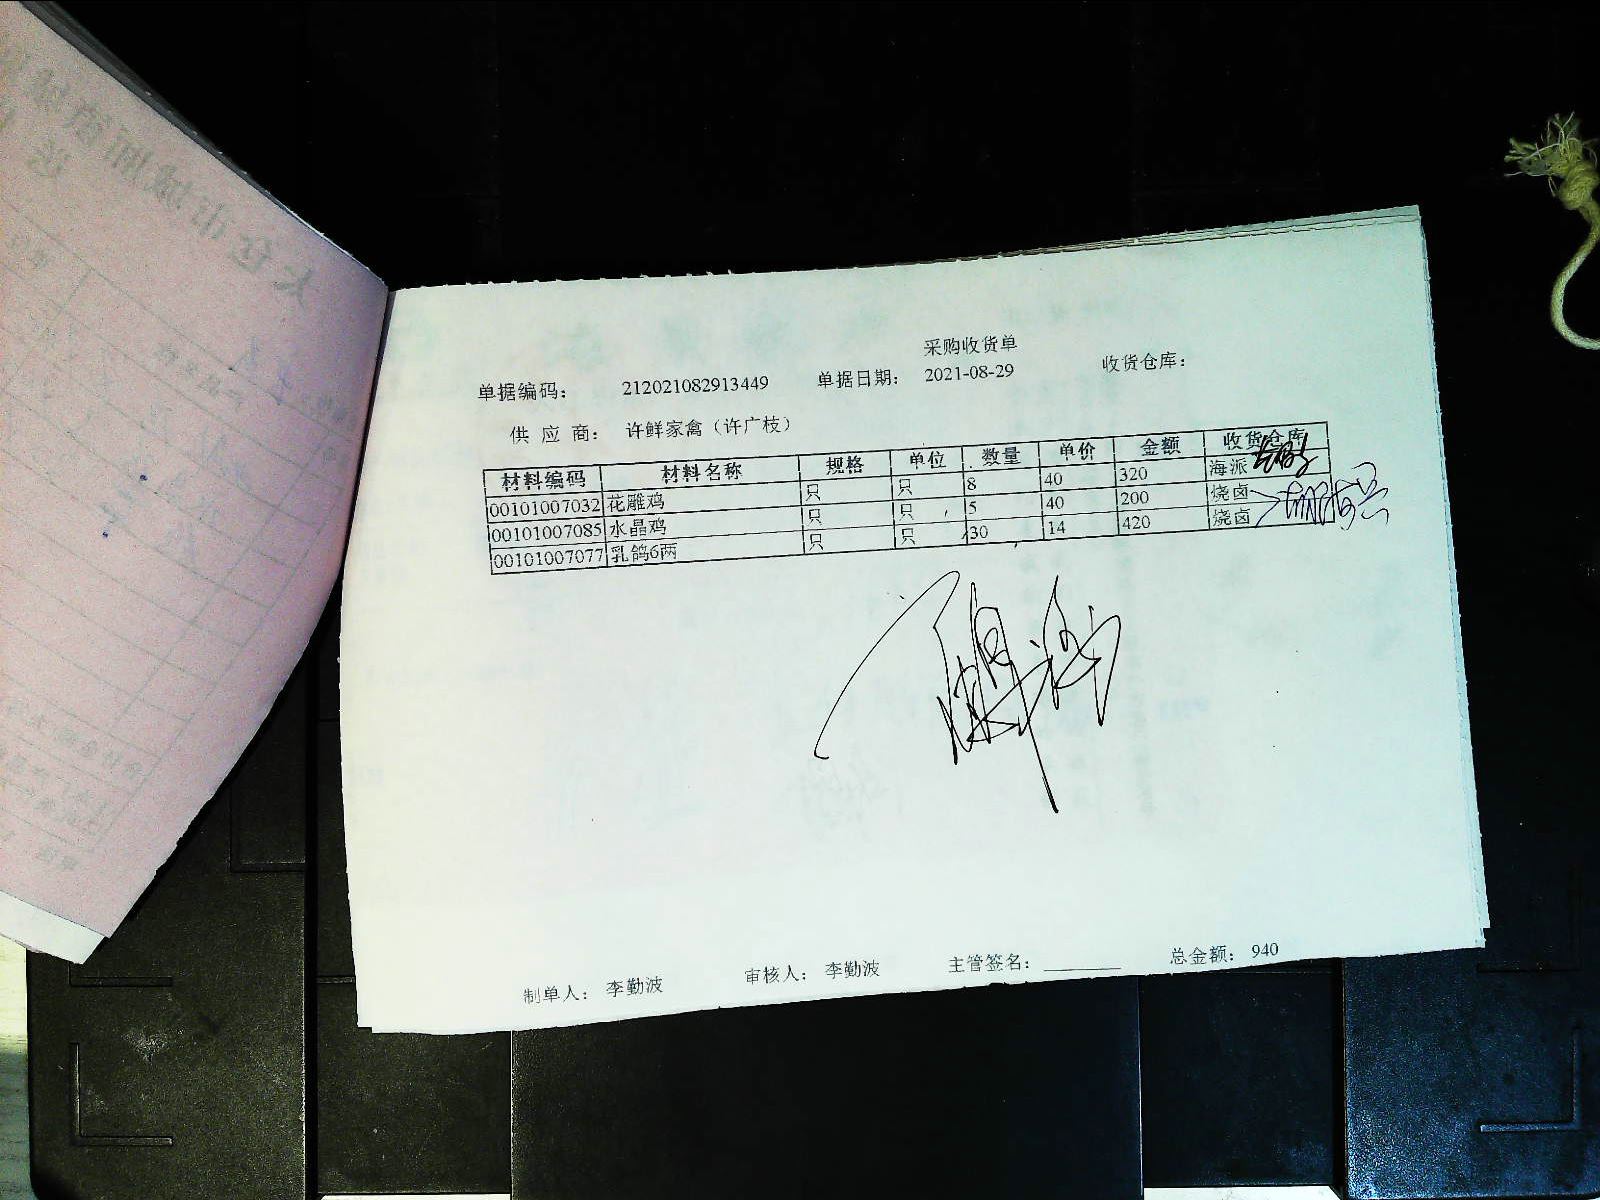 采购收货单
单据编码： 212021082913449 单据日期： 2021-08-29 收货仓库：
供 应 商： 许鲜家禽（许广枝）
材料编码 材料名称 规格 单位 数量 单价 金额 收货仓库
00101007032 花雕鸡 只 只 8 40 320 海派
00101007085 水晶鸡 只 只 5 40 200 烧卤
00101007077 乳鸽6两 只 只 30 14 420 烧卤
制单人： 李勤波 审核人： 李勤波 主管签名： 总金额： 940